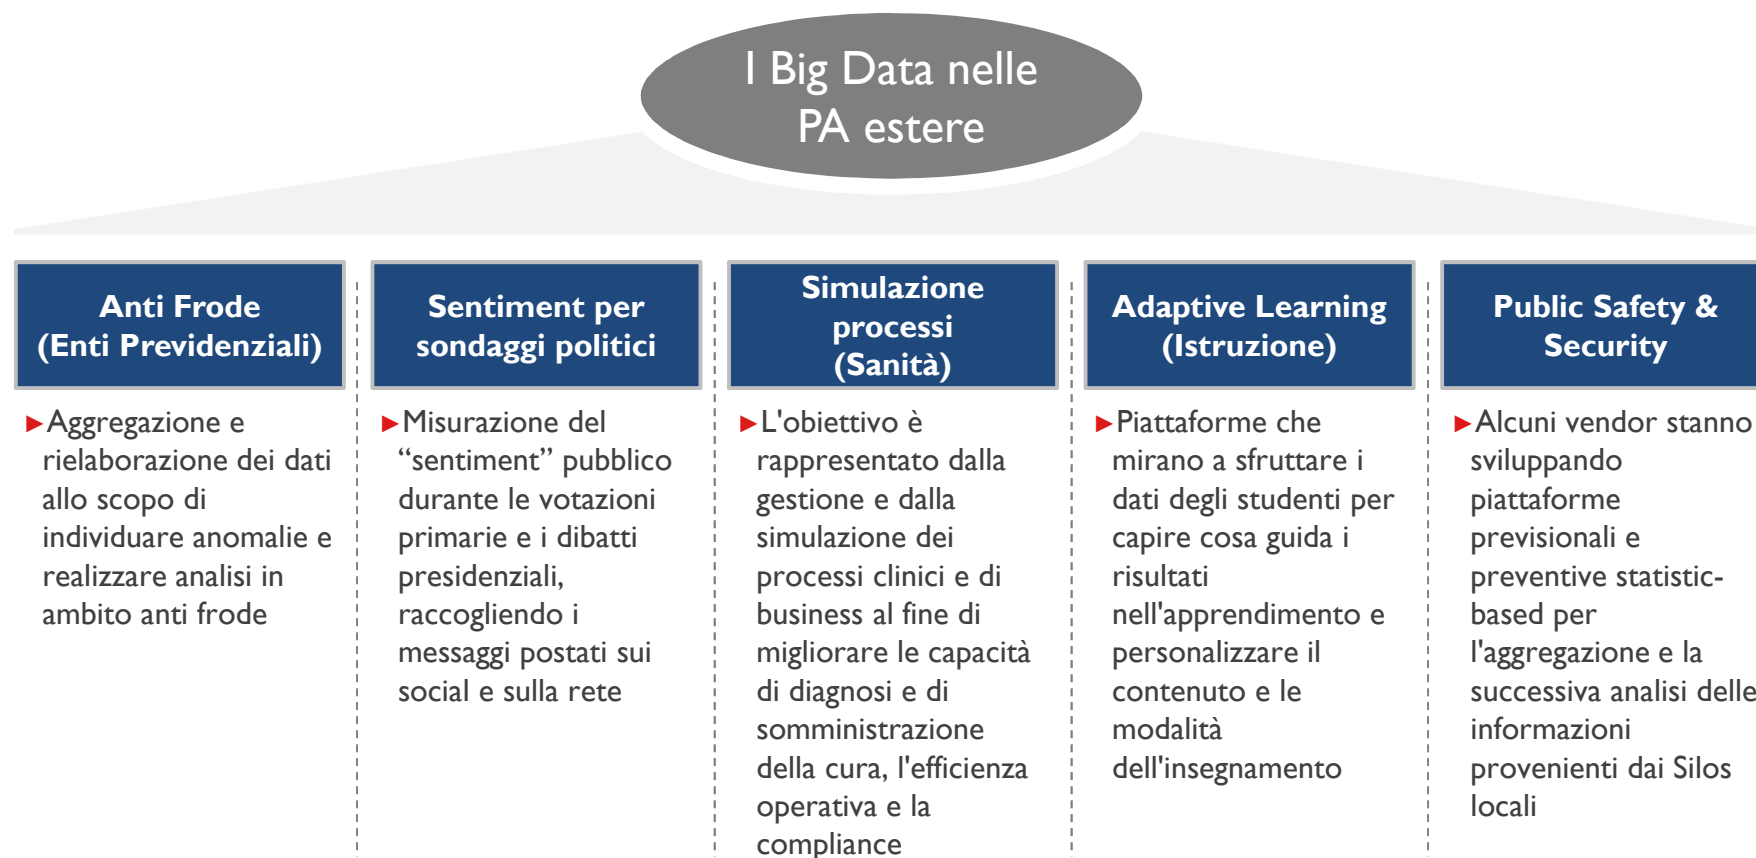 I Big Data nelle
PA estere
Anti Frode
(Enti Previdenziali)
►Aggregazione e
rielaborazione dei dati
allo scopo di
individuare anomalie e
realizzare analisi in
ambito anti frode
Sentiment per
sondaggi politici
►Misurazione del
“sentiment” pubblico
durante le votazioni
primarie e i dibatti
presidenziali,
raccogliendo i
messaggi postati sui
social e sulla rete
Simulazione
processi
(Sanità)
►L'obiettivo è
rappresentato dalla
gestione e dalla
simulazione dei
processi clinici e di
business al fine di
migliorare le capacità
di diagnosi e di
somministrazione
della cura, l'efficienza
operativa e la
compliance
Adaptive Learning
(Istruzione)
►Piattaforme che
mirano a sfruttare i
dati degli studenti per
capire cosa guida i
risultati
nell'apprendimento e
personalizzare il
contenuto e le
modalità
dell'insegnamento
Public Safety &
Security
►Alcuni vendor stanno
sviluppando
piattaforme
previsionali e
preventive statistic-
based per
l'aggregazione e la
successiva analisi delle
informazioni
provenienti dai Silos
locali